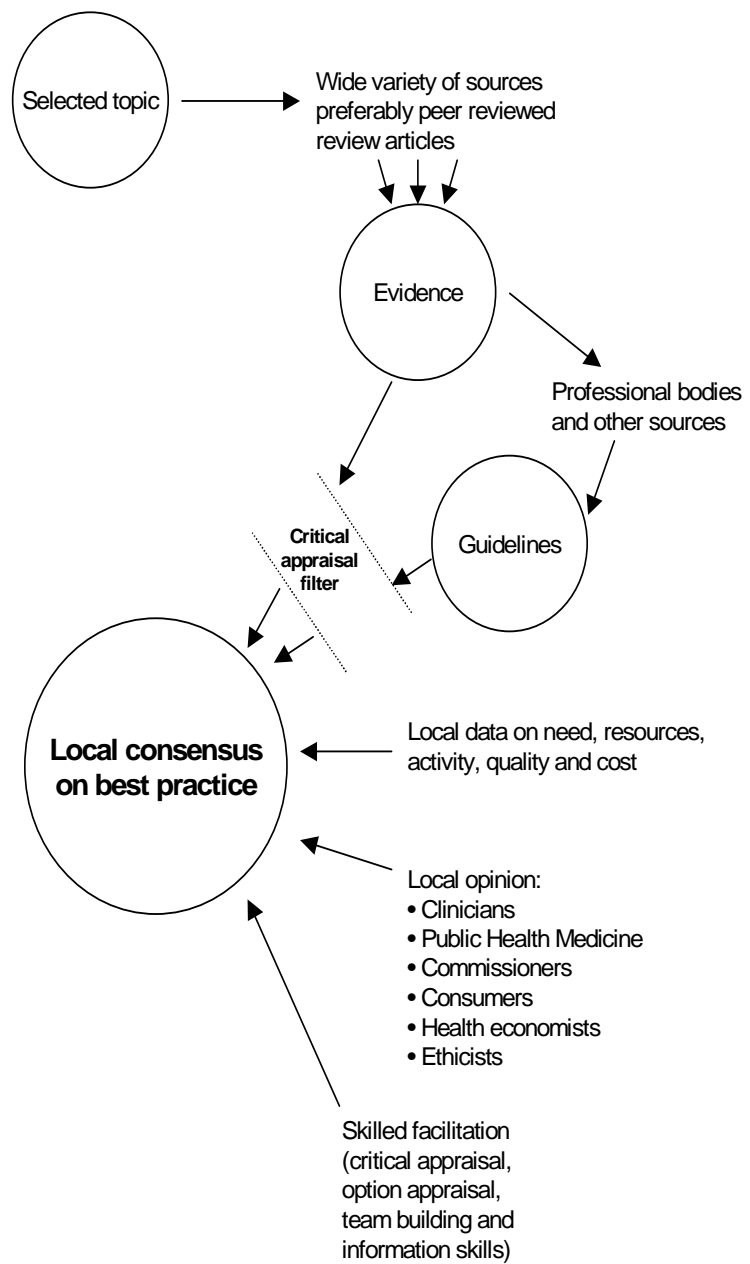 Selected topic
Wide variety of sources
preferably peer reviewed
review articles
Evidence
Professional bodies
and other sources
Guidelines
Critical
appraisal
filter
Local consensus
on best practice
Local data on need, resources,
activity, quality and cost
Local opinion:
• Clinicians
• Public Health Medicine
• Commissioners
• Consumers
• Health economists
• Ethicists
Skilled facilitation
(critical appraisal,
option appraisal,
team building and
information skills)